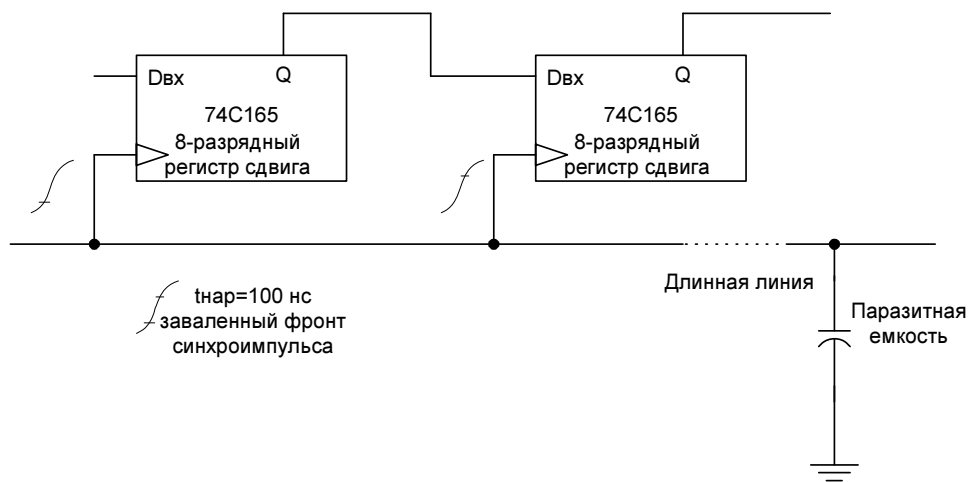 Dвх
Q
74C165
8-разрядный
регистр сдвига
Dвх
Q
74C165
8-разрядный
регистр сдвига
tнар=100 нс
заваленный фронт
синхроимпульса
Длинная линия
Паразитная
емкость